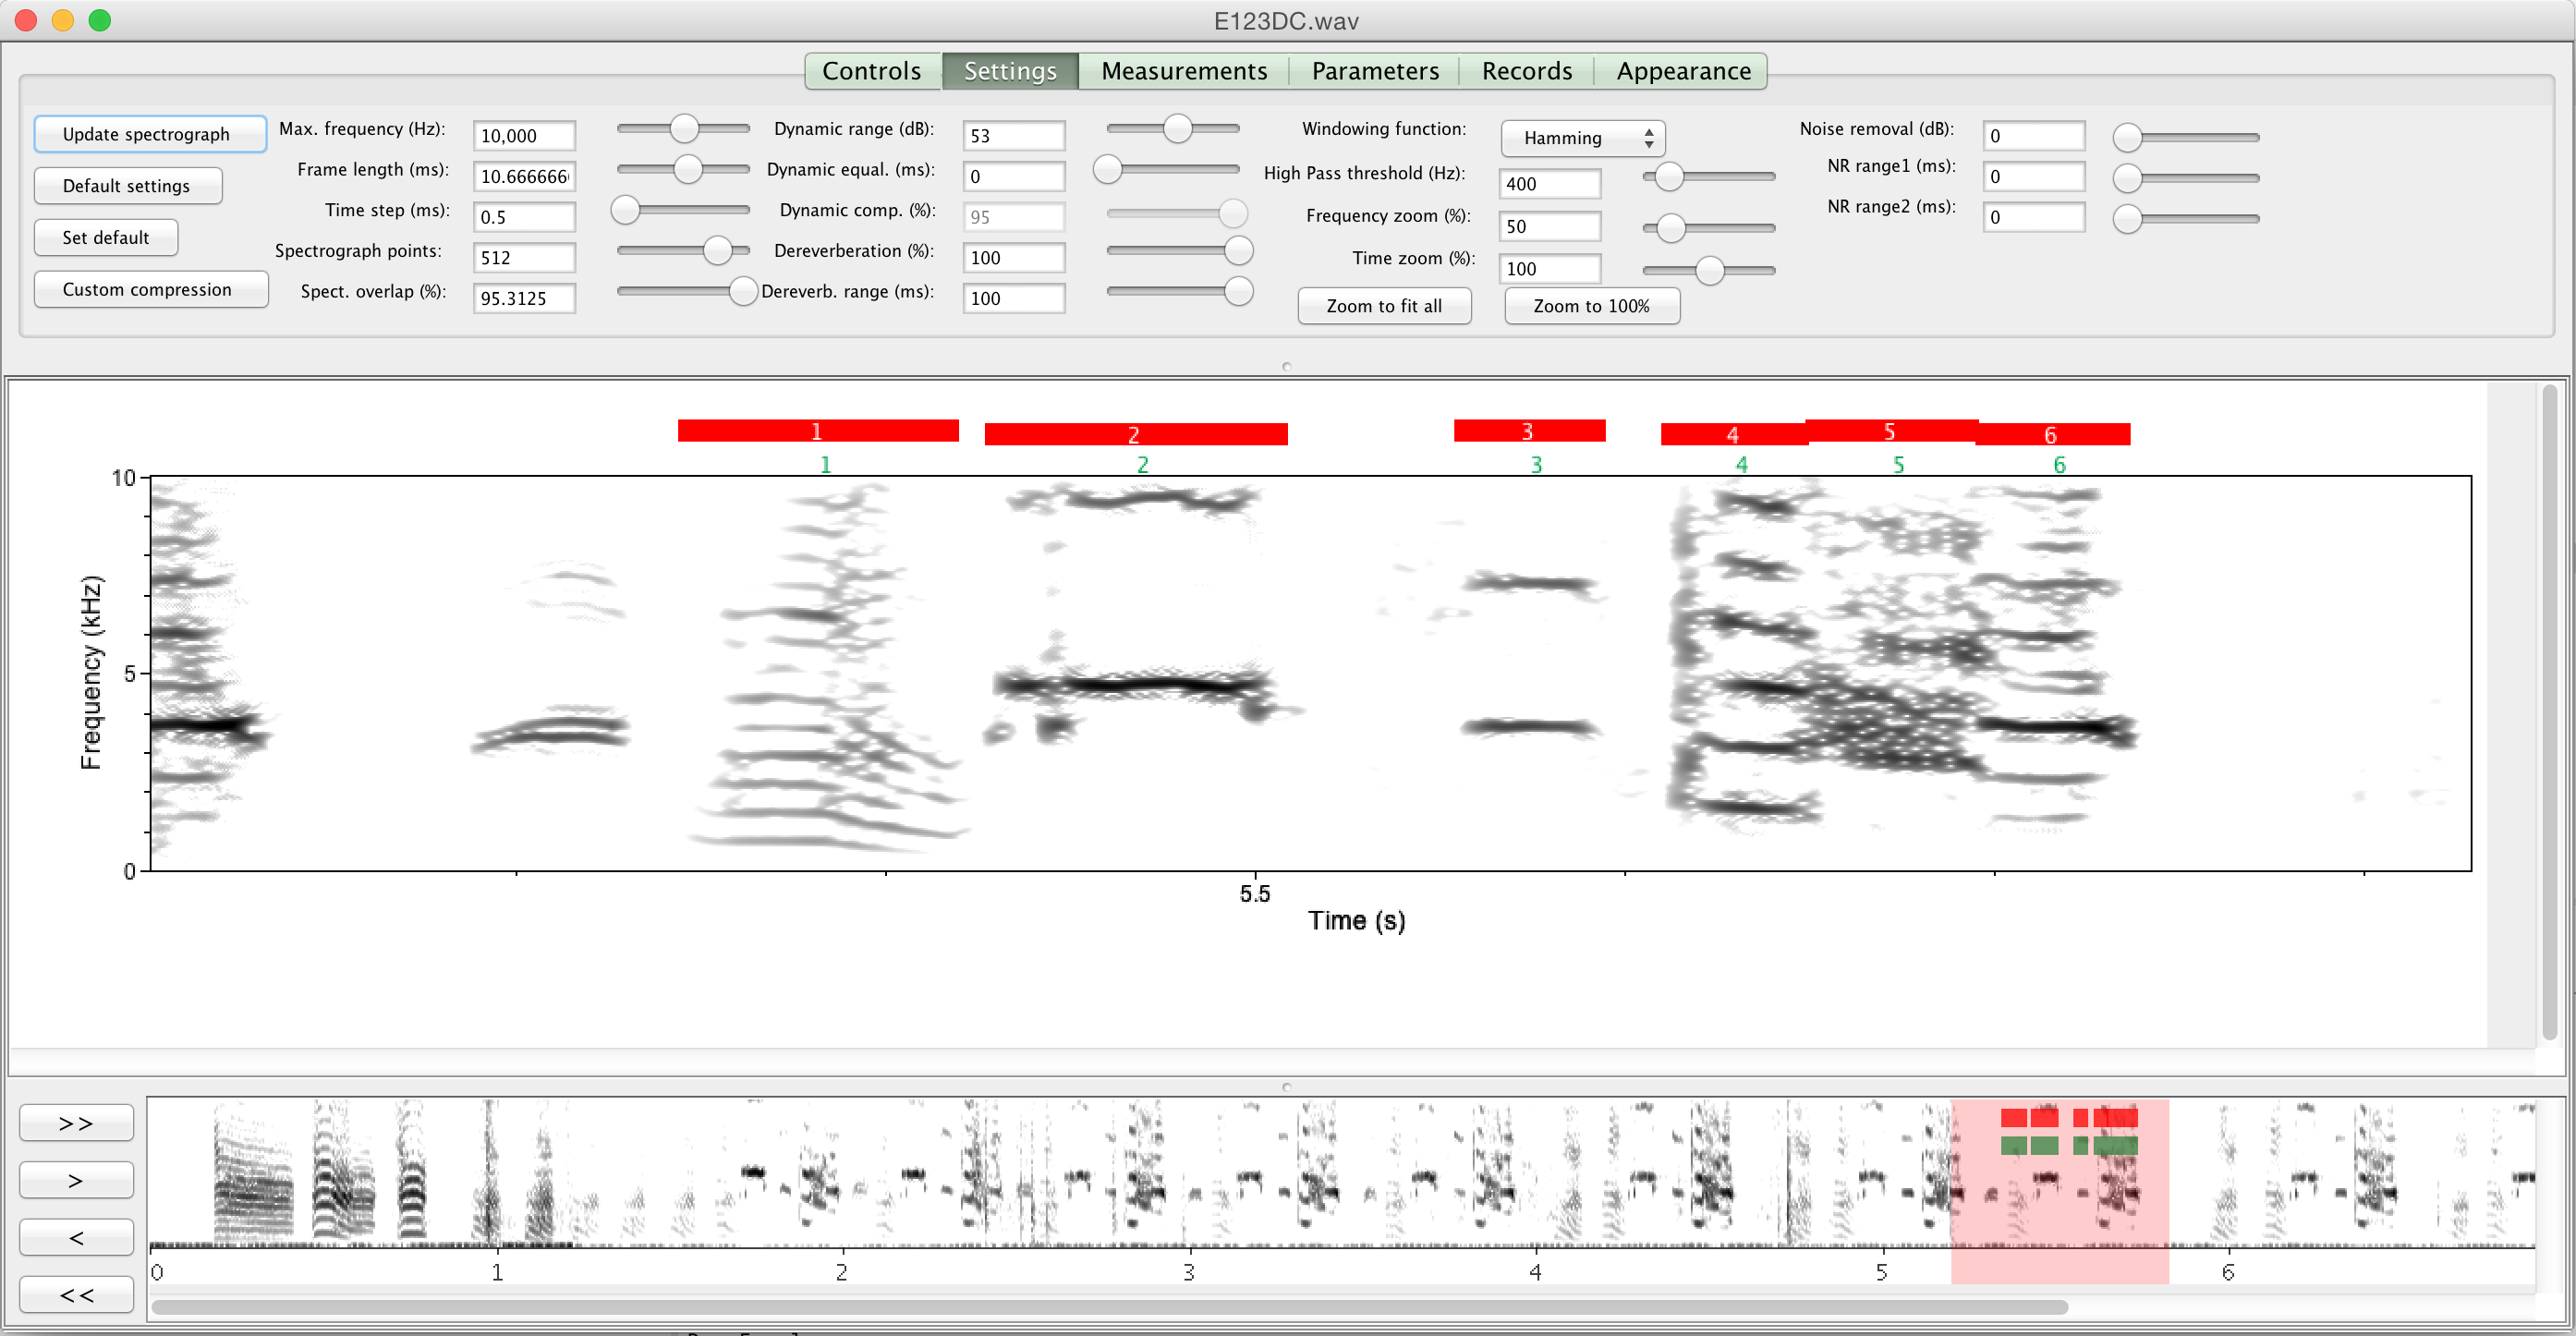 E123DC.wav
Controls Settings Measurements Parameters Records Appearance
Update spectrograph
Default settings
Set default
Custom compression
Max. frequency (Hz): 10,000
Frame length (ms): 10.6666666
Time step (ms): 0.5
Spectrograph points: 512
Spect. overlap (%): 95.3125
Dynamic range (dB): 53
Dynamic equal. (ms): 0
Dynamic comp. (%): 95
Dereverberation (%): 100
Dereverb. range (ms): 100
Windowing function: Hamming
High Pass threshold (Hz): 400
Frequency zoom (%): 50
Time zoom (%): 100
Zoom to fit all Zoom to 100%
Noise removal (dB): 0
NR range1 (ms): 0
NR range2 (ms): 0
1 2 3 4 5 6
1 2 3 4 5 6
10
5
0
Frequency (kHz)
5.5
Time (s)
>>
>
<
<<
0 1 2 3 4 5 6